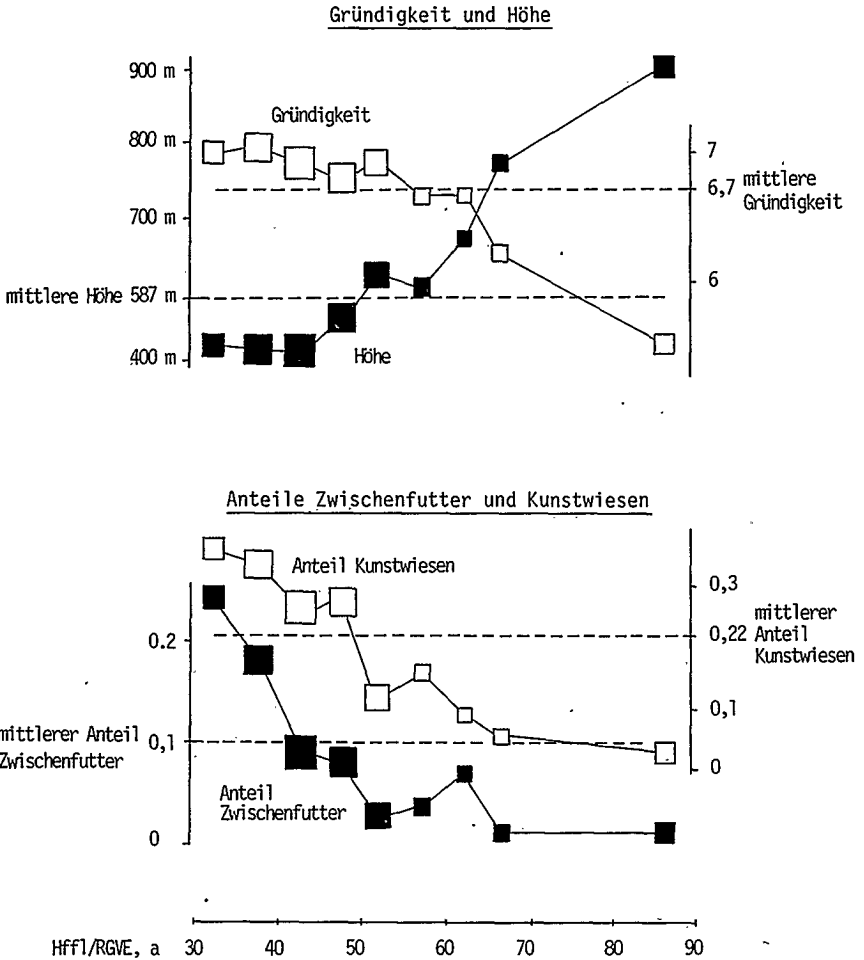 Gründigkeit und Höhe
900 m
Gründigkeit
800 m
7
6,7 mittlere
Gründigkeit
700 m
6
mittlere Höhe 587 m
400 m
Höhe
Anteile Zwischenfutter und Kunstwiesen
Anteil Kunstwiesen
0,3
mittlerer
0,22 Anteil
Kunstwiesen
0.2
0,1
mittlerer Anteil 0,1
Zwischenfutter
0
Anteil
Zwischenfutter
0
Hffl/RGVE, a 30 40 50 60 70 80 90